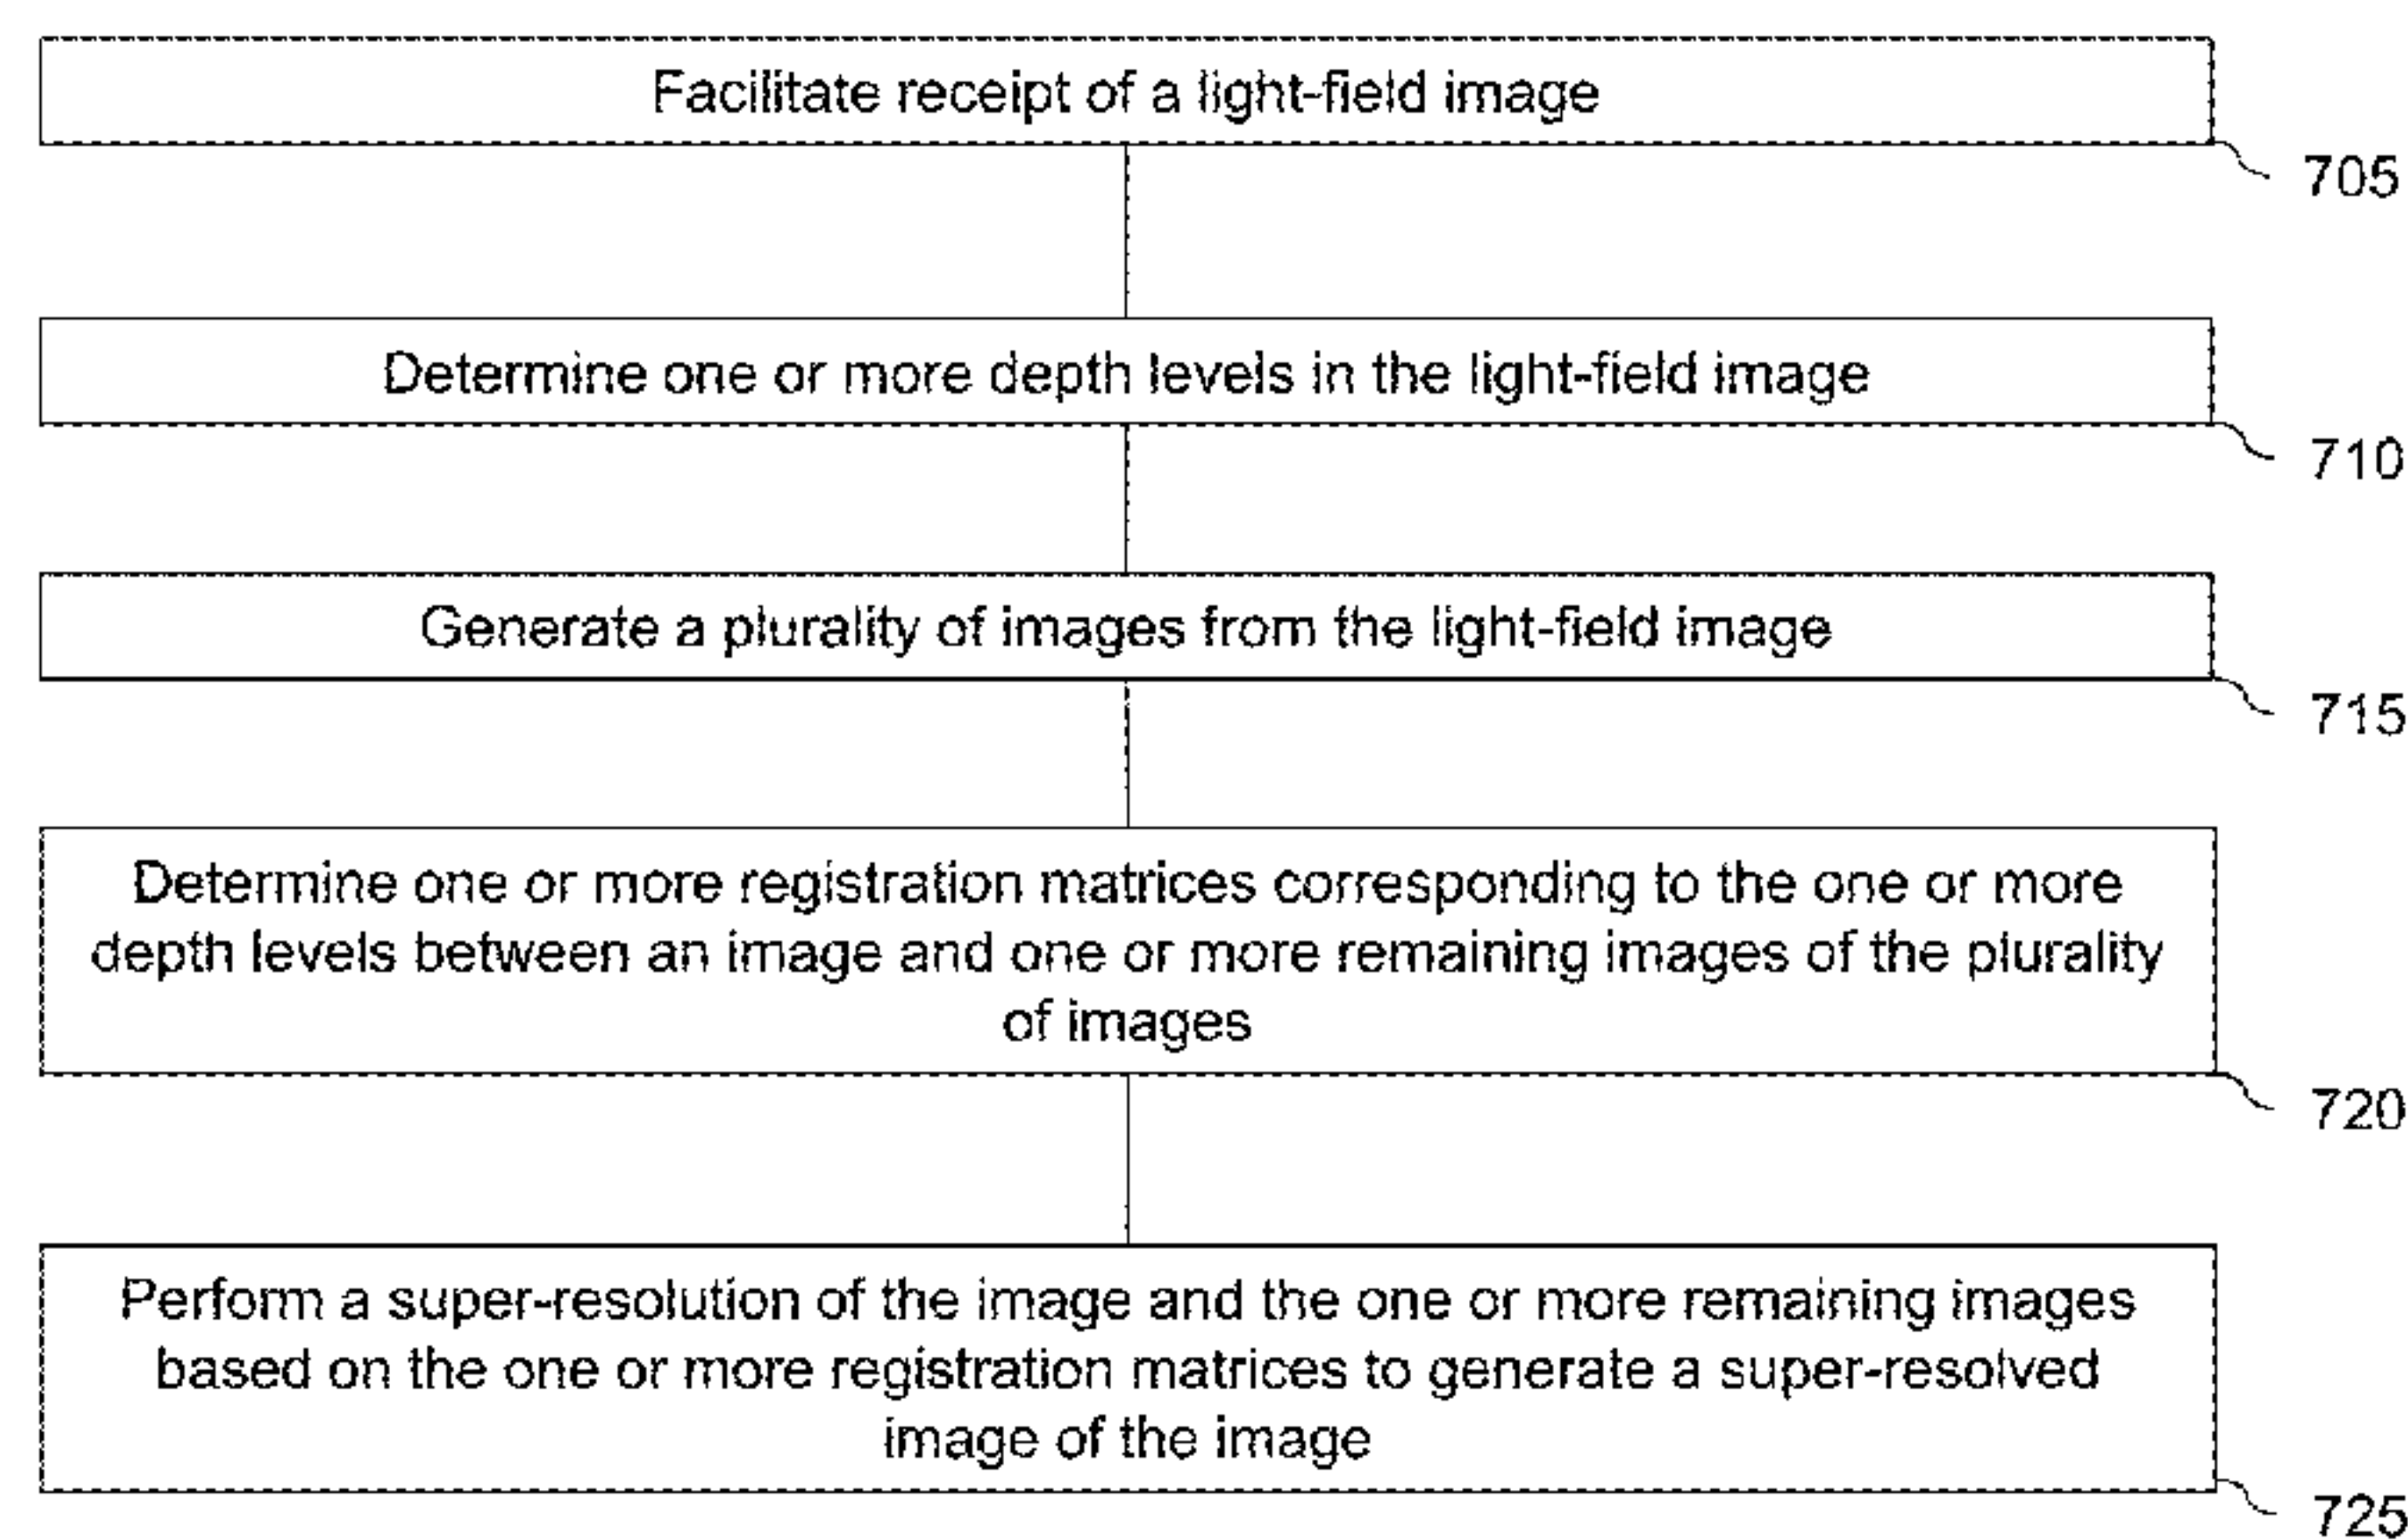 Facilitate receipt of a light-field image
705
Determine one or more depth levels in the light-field image
710
Generate a plurality of images from the light-field image
715
Determine one or more registration matrices corresponding to the one or more
depth levels between an image and one or more remaining images of the plurality
of images
720
Perform a super-resolution of the image and the one or more remaining images
based on the one or more registration matrices to generate a super-resolved
image of the image
725